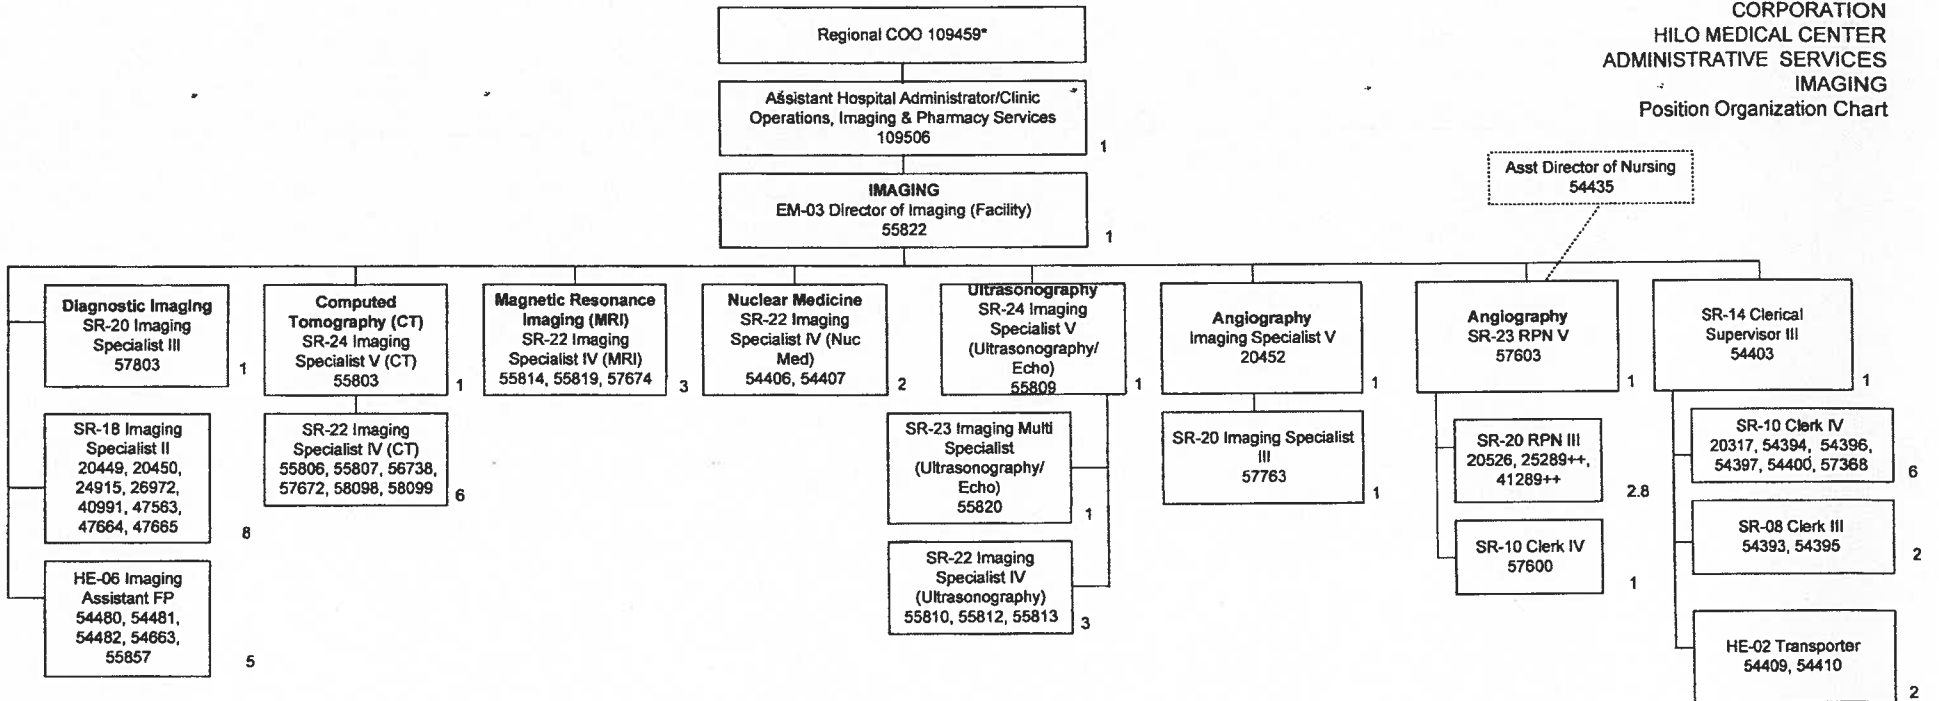 CORPORATION
HILO MEDICAL CENTER
ADMINISTRATIVE SERVICES
IMAGING
Position Organization Chart
Regional COO 109459*
Assistant Hospital Administrator/Clinic
Operations, Imaging & Pharmacy Services
109506
1
IMAGING
EM-03 Director of Imaging (Facility)
55822
1
Asst Director of Nursing
54435
Diagnostic Imaging
SR-20 Imaging
Specialist III
57803
1
SR-18 Imaging
Specialist II
20449, 20450,
24915, 26972,
40991, 47563,
47664, 47665
8
HE-06 Imaging
Assistant FP
54480, 54481,
54482, 54663,
55857
5
Computed
Tomography (CT)
SR-24 Imaging
Specialist V (CT)
55803
1
SR-22 Imaging
Specialist IV (CT)
55806, 55807, 56738,
57672, 58098, 58099
6
Magnetic Resonance
Imaging (MRI)
SR-22 Imaging
Specialist IV (MRI)
55814, 55819, 57674
3
Nuclear Medicine
SR-22 Imaging
Specialist IV (Nuc
Med)
54406, 54407
2
Ultrasonography
SR-24 Imaging
Specialist V
(Ultrasonography/
Echo)
55809
1
SR-23 Imaging Multi
Specialist
(Ultrasonography/
Echo)
55820
1
SR-22 Imaging
Specialist IV
(Ultrasonography)
55810, 55812, 55813
3
Angiography
Imaging Specialist V
20452
1
SR-20 Imaging Specialist
III
57763
1
Angiography
SR-23 RPN V
57603
1
SR-20 RPN III
20526, 25289++,
41289++
2.8
SR-10 Clerk IV
57600
1
SR-14 Clerical
Supervisor III
54403
1
SR-10 Clerk IV
20317, 54394, 54396,
54397, 54400, 57368
6
SR-08 Clerk III
54393, 54395
2
HE-02 Transporter
54409, 54410
2